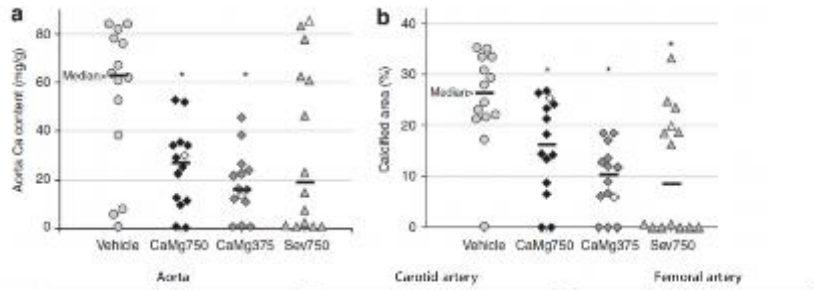 a
b
80
60
40
20
0
Aorta Ca content (mg/g)
Median>
*
*
Vehicle CaMg750 CaMg375 Sev750
40
30
20
10
0
Calcified area (%)
Median>
*
*
*
Vehicle CaMg750 CaMg375 Sev750
Aorta
Carotid artery
Femoral artery